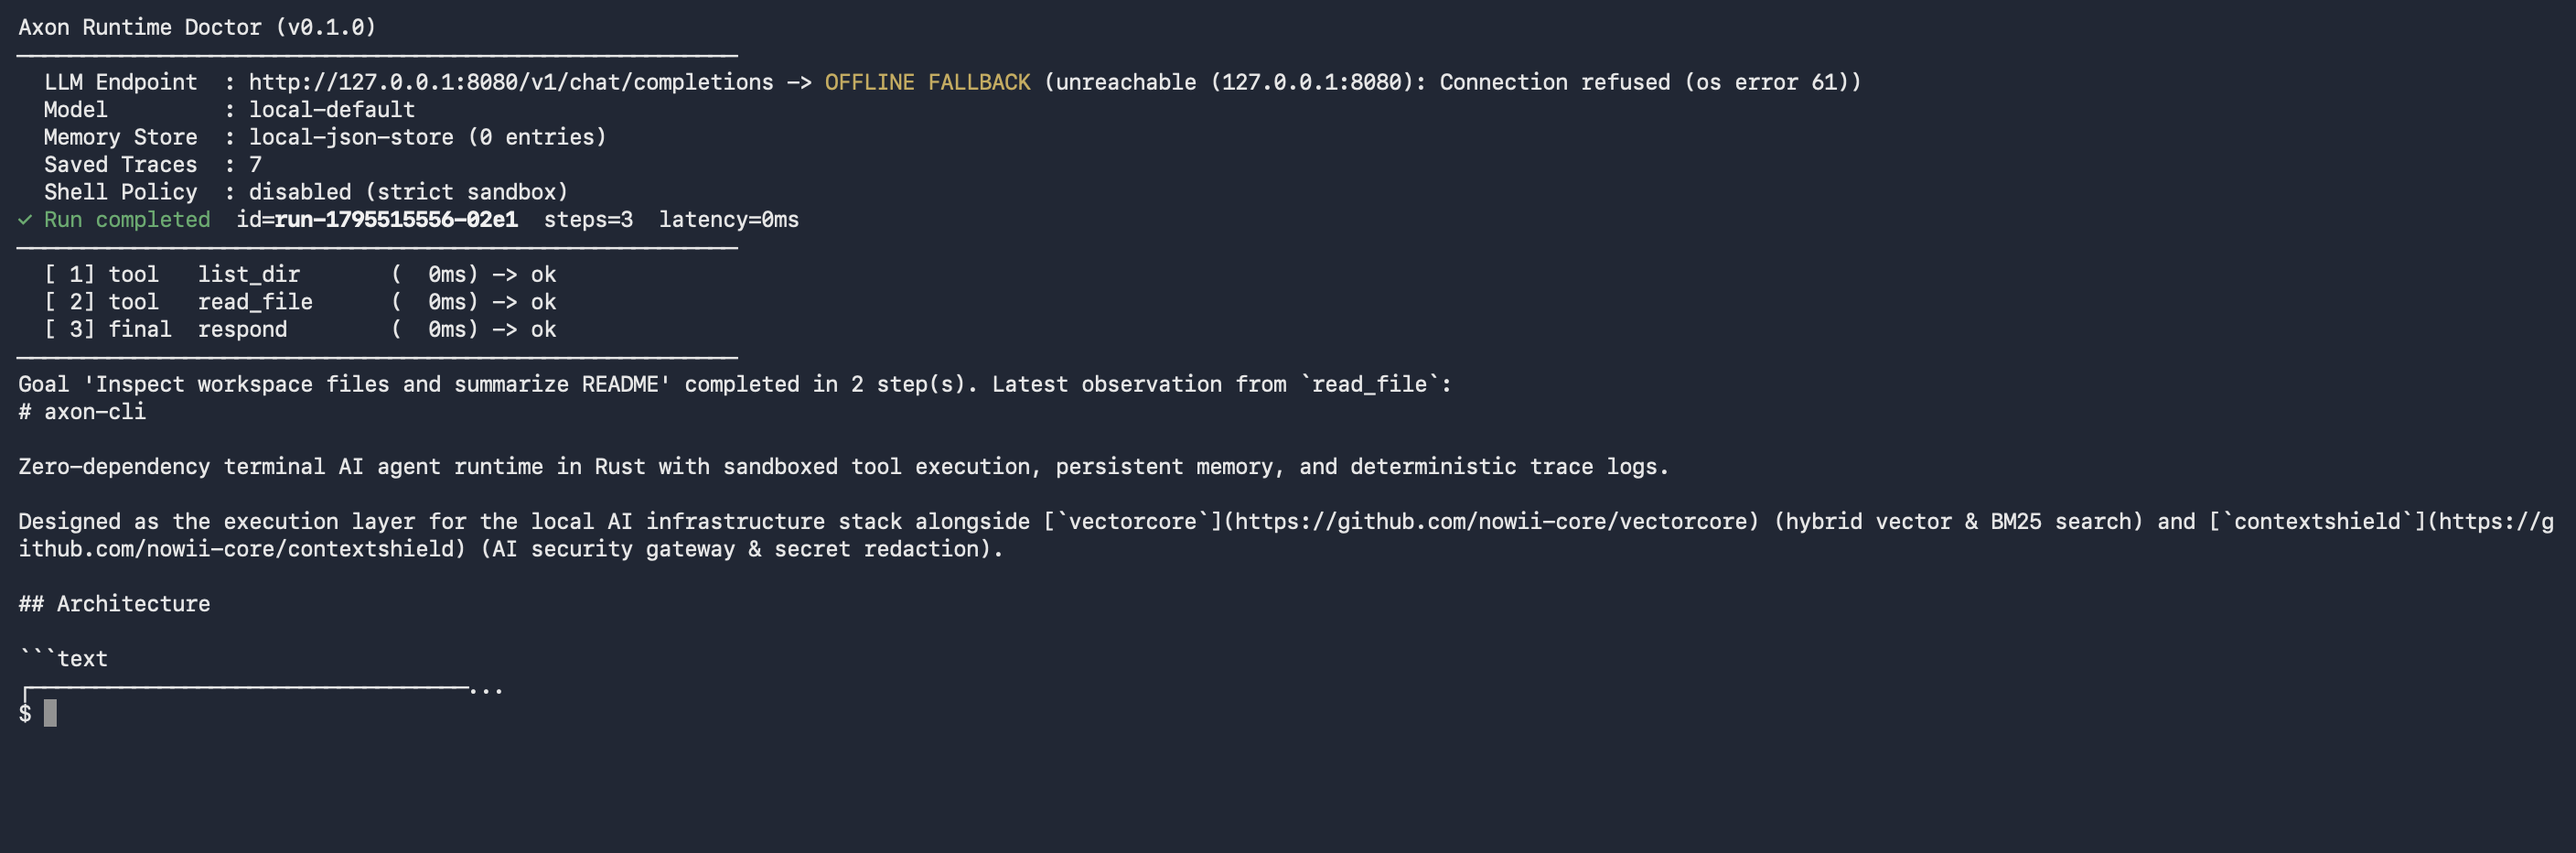 Axon Runtime Doctor (v0.1.0)
LLM Endpoint : http://127.0.0.1:8080/v1/chat/completions -> OFFLINE FALLBACK (unreachable (127.0.0.1:8080): Connection refused (os error 61))
Model : local-default
Memory Store : local-json-store (0 entries)
Saved Traces : 7
Shell Policy : disabled (strict sandbox)
✓ Run completed id=run-1795515556-02e1 steps=3 latency=0ms
[ 1] tool list_dir ( 0ms) -> ok
[ 2] tool read_file ( 0ms) -> ok
[ 3] final respond ( 0ms) -> ok
Goal 'Inspect workspace files and summarize README' completed in 2 step(s). Latest observation from `read_file`:
# axon-cli
Zero-dependency terminal AI agent runtime in Rust with sandboxed tool execution, persistent memory, and deterministic trace logs.
Designed as the execution layer for the local AI infrastructure stack alongside [`vectorcore`](https://github.com/nowii-core/vectorcore) (hybrid vector & BM25 search) and [`contextshield`](https://g
ithub.com/nowii-core/contextshield) (AI security gateway & secret redaction).
## Architecture
```text
┌──────────────────────────────────...
$